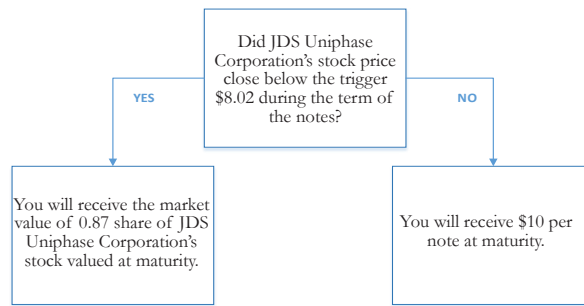 Did JDS Uniphase
Corporation's stock price
close below the trigger
$8.02 during the term of
the notes?
YES
NO
You will receive the market
value of 0.87 share of JDS
Uniphase Corporation's
stock valued at maturity.
You will receive $10 per
note at maturity.